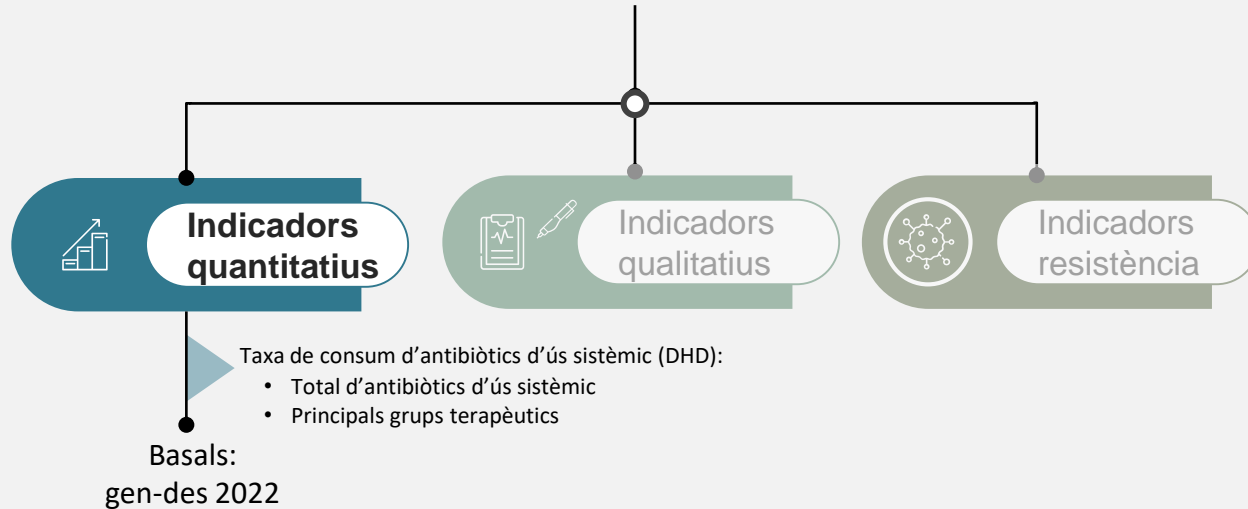 Indicadors
quantitatius
Indicadors
qualitatius
Indicadors
resistència
Taxa de consum d'antibiòtics d'ús sistèmic (DHD):
• Total d'antibiòtics d'ús sistèmic
• Principals grups terapèutics
Basals:
gen-des 2022